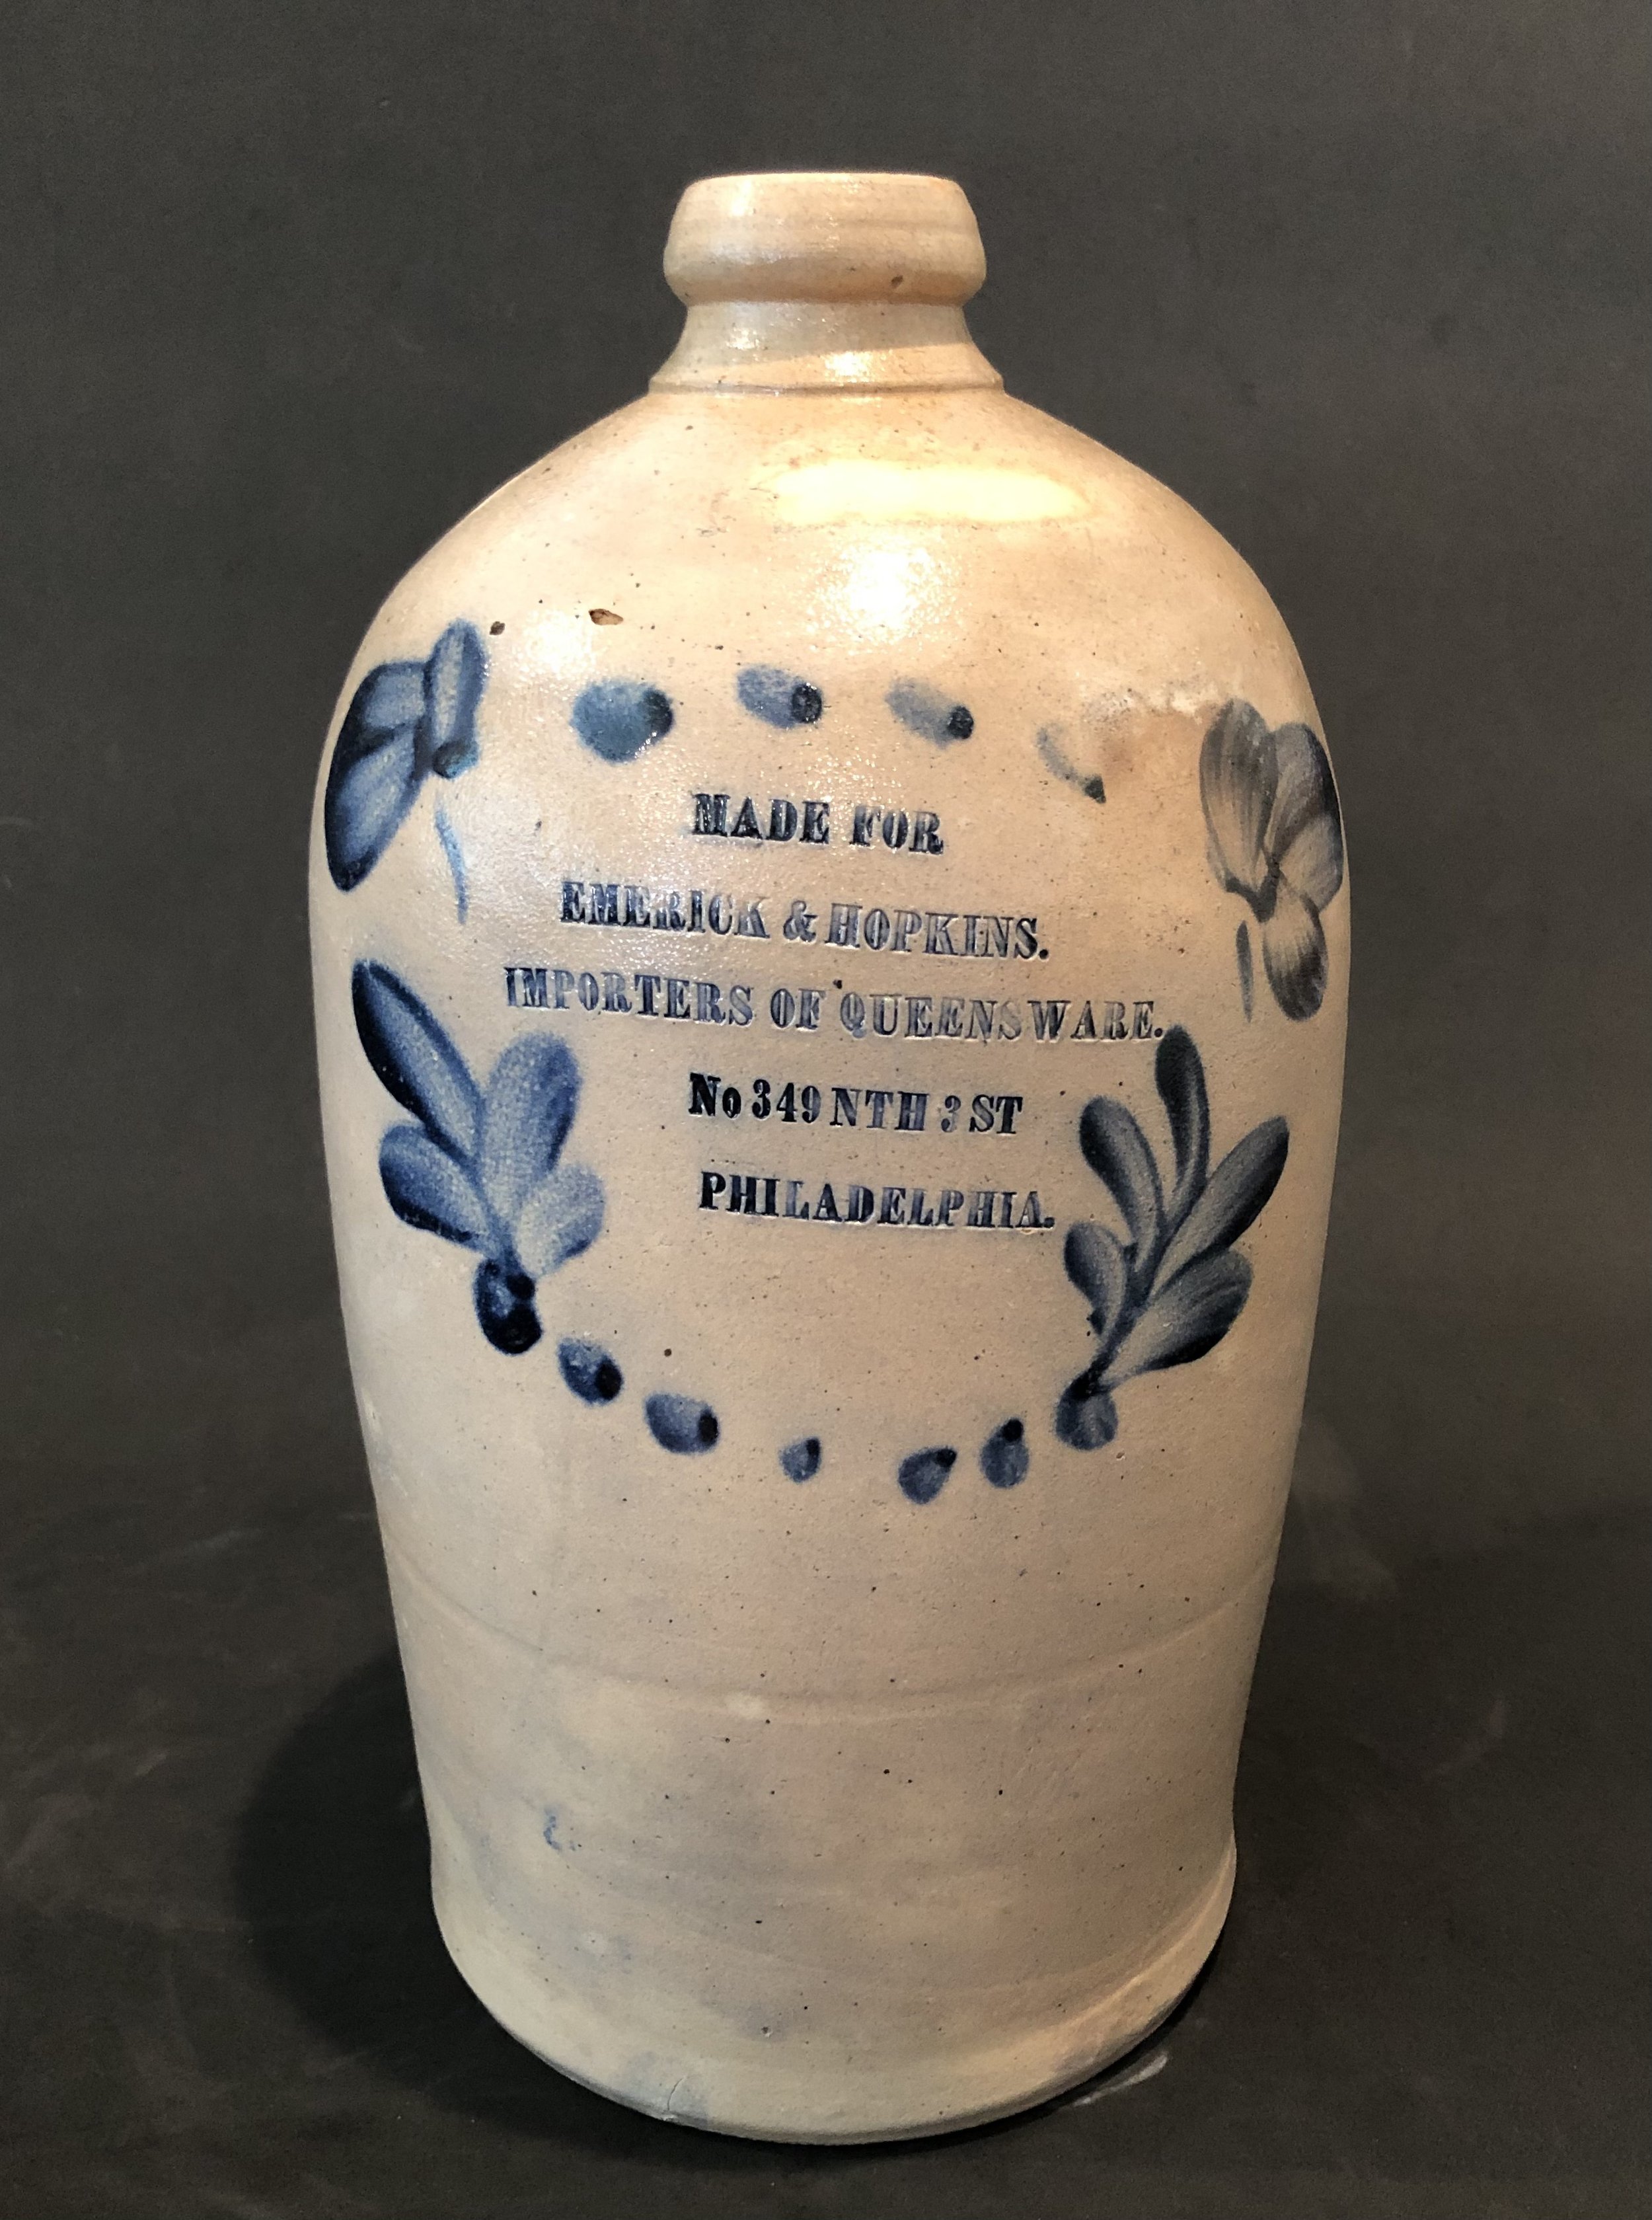 MADE FOR
EMERICK & HOPKINS.
IMPORTERS OF QUEENSWARE.
No 349 NTH 3 ST
PHILADELPHIA.